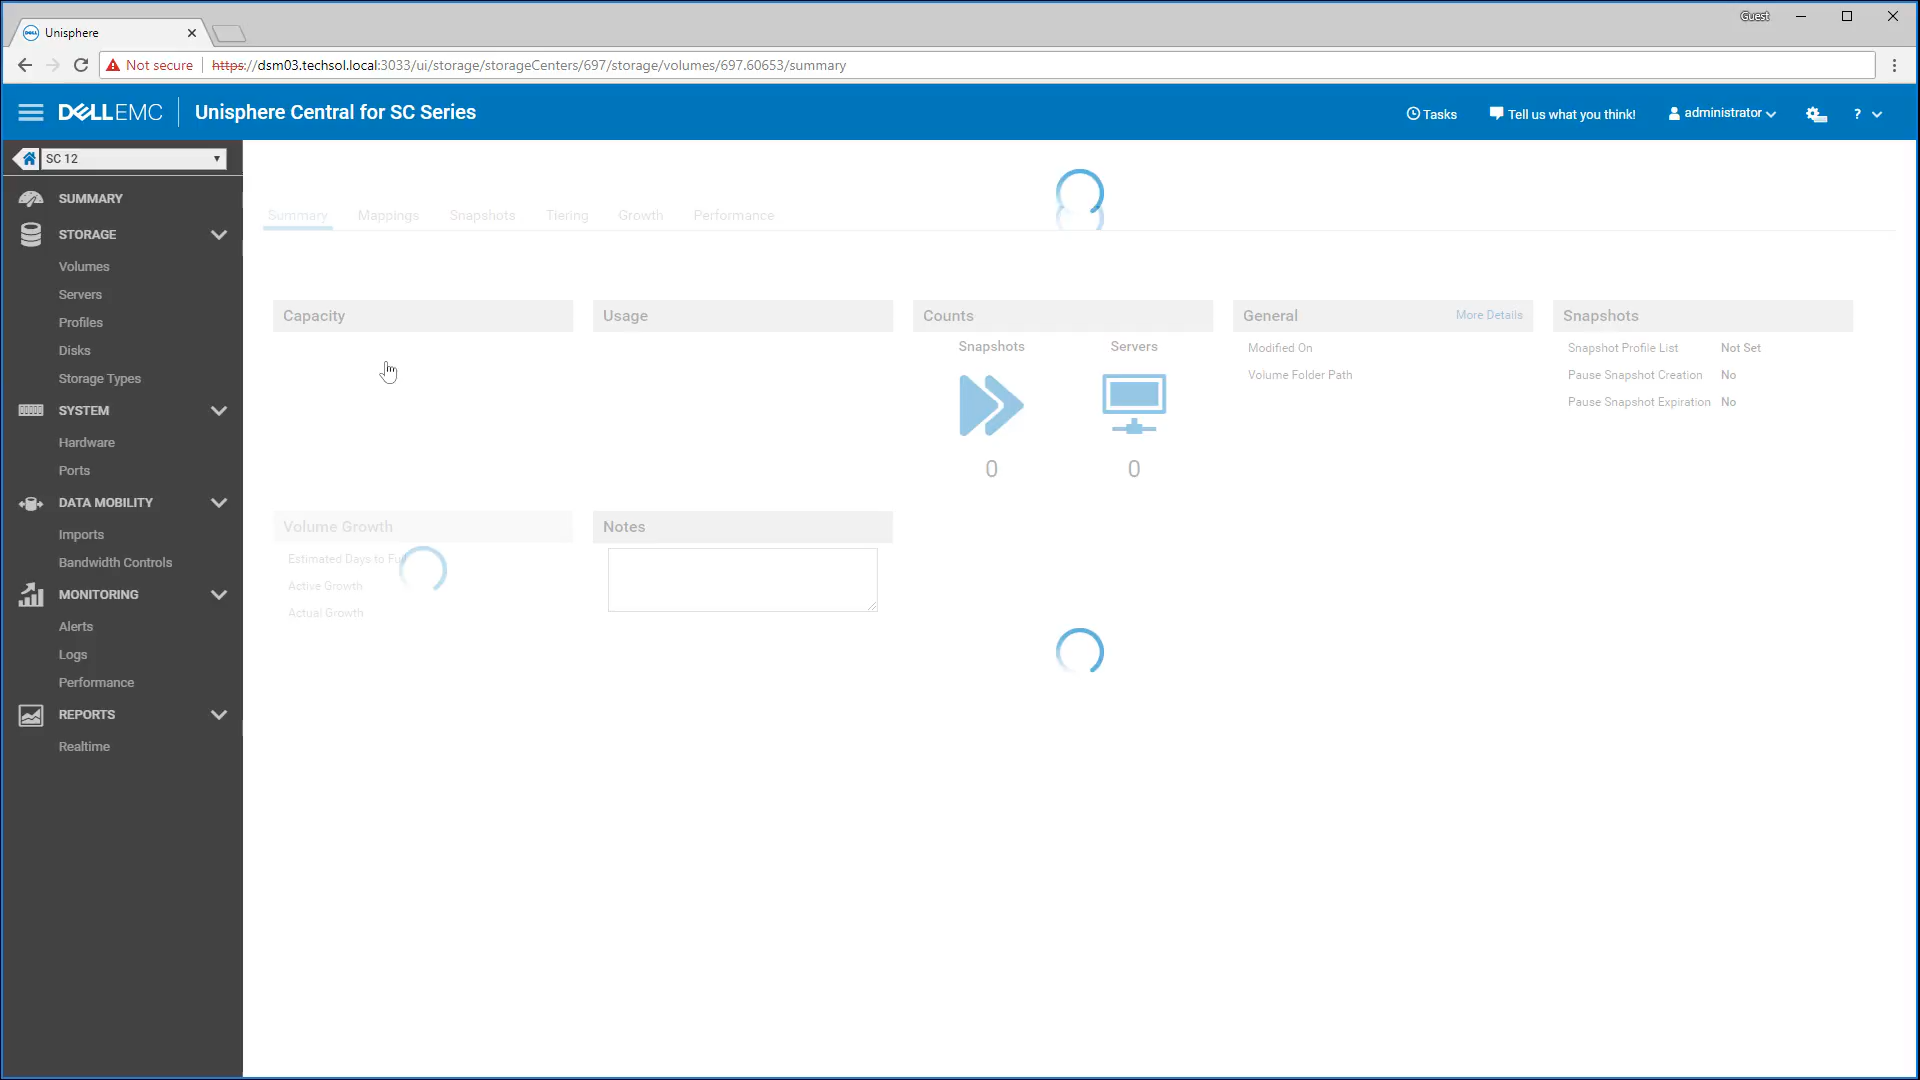 Unisphere
Guest
Not secure
https://dsm03.techsol.local:3033/ui/storage/storageCenters/697/storage/volumes/697.60653/summary
DELLEMC
Unisphere Central for SC Series
Tasks
Tell us what you think!
administrator
?
SC 12
SUMMARY
STORAGE
Volumes
Servers
Profiles
Disks
Storage Types
SYSTEM
Hardware
Ports
DATA MOBILITY
Imports
Bandwidth Controls
MONITORING
Alerts
Logs
Performance
REPORTS
Realtime
Summary Mappings Snapshots Tiering Growth Performance
Capacity
Usage
Counts
Snapshots Servers
0 0
General More Details
Modified On
Volume Folder Path
Snapshots
Snapshot Profile List Not Set
Pause Snapshot Creation No
Pause Snapshot Expiration No
Volume Growth
Estimated Days to Full
Active Growth
Actual Growth
Notes